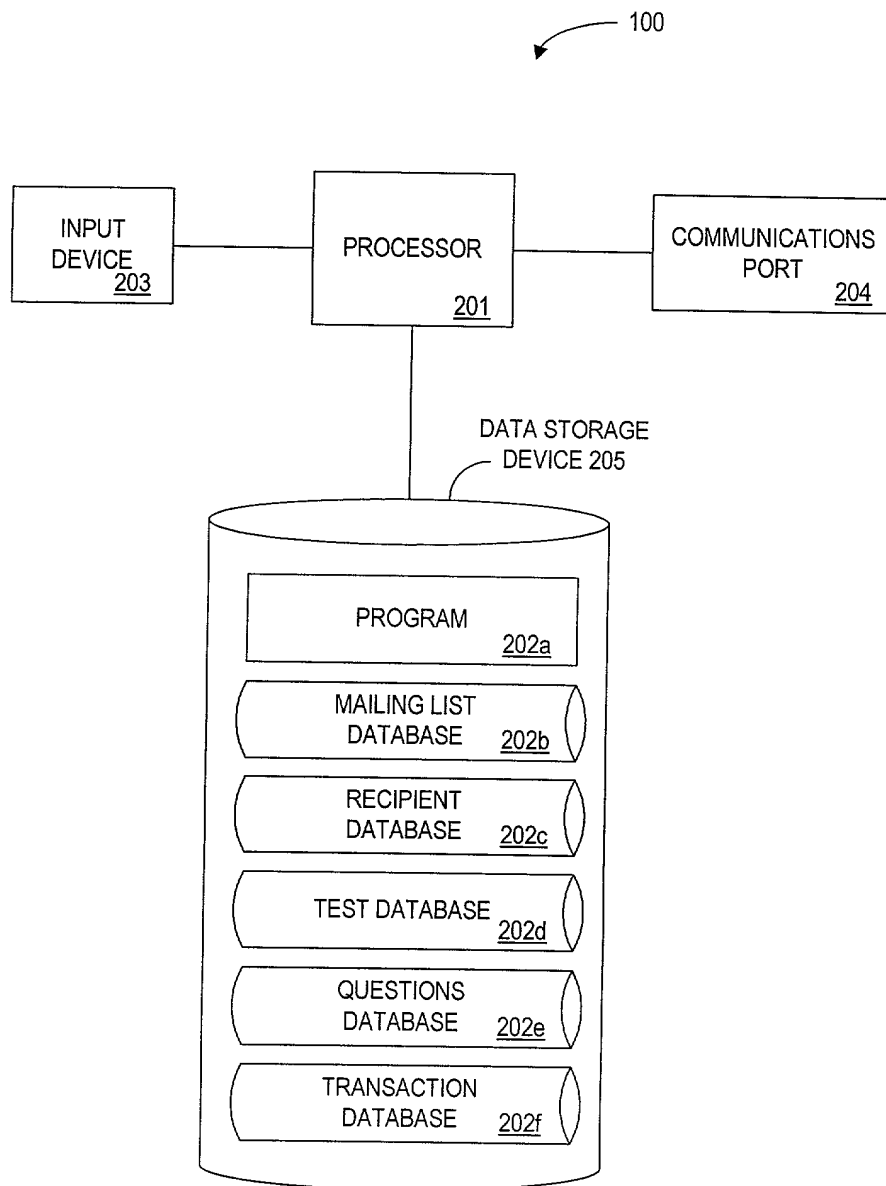 100
INPUT
DEVICE
203
PROCESSOR
201
COMMUNICATIONS
PORT
204
DATA STORAGE
DEVICE 205
PROGRAM
202a
MAILING LIST
DATABASE
202b
RECIPIENT
DATABASE
202c
TEST DATABASE
202d
QUESTIONS
DATABASE
202e
TRANSACTION
DATABASE
202f